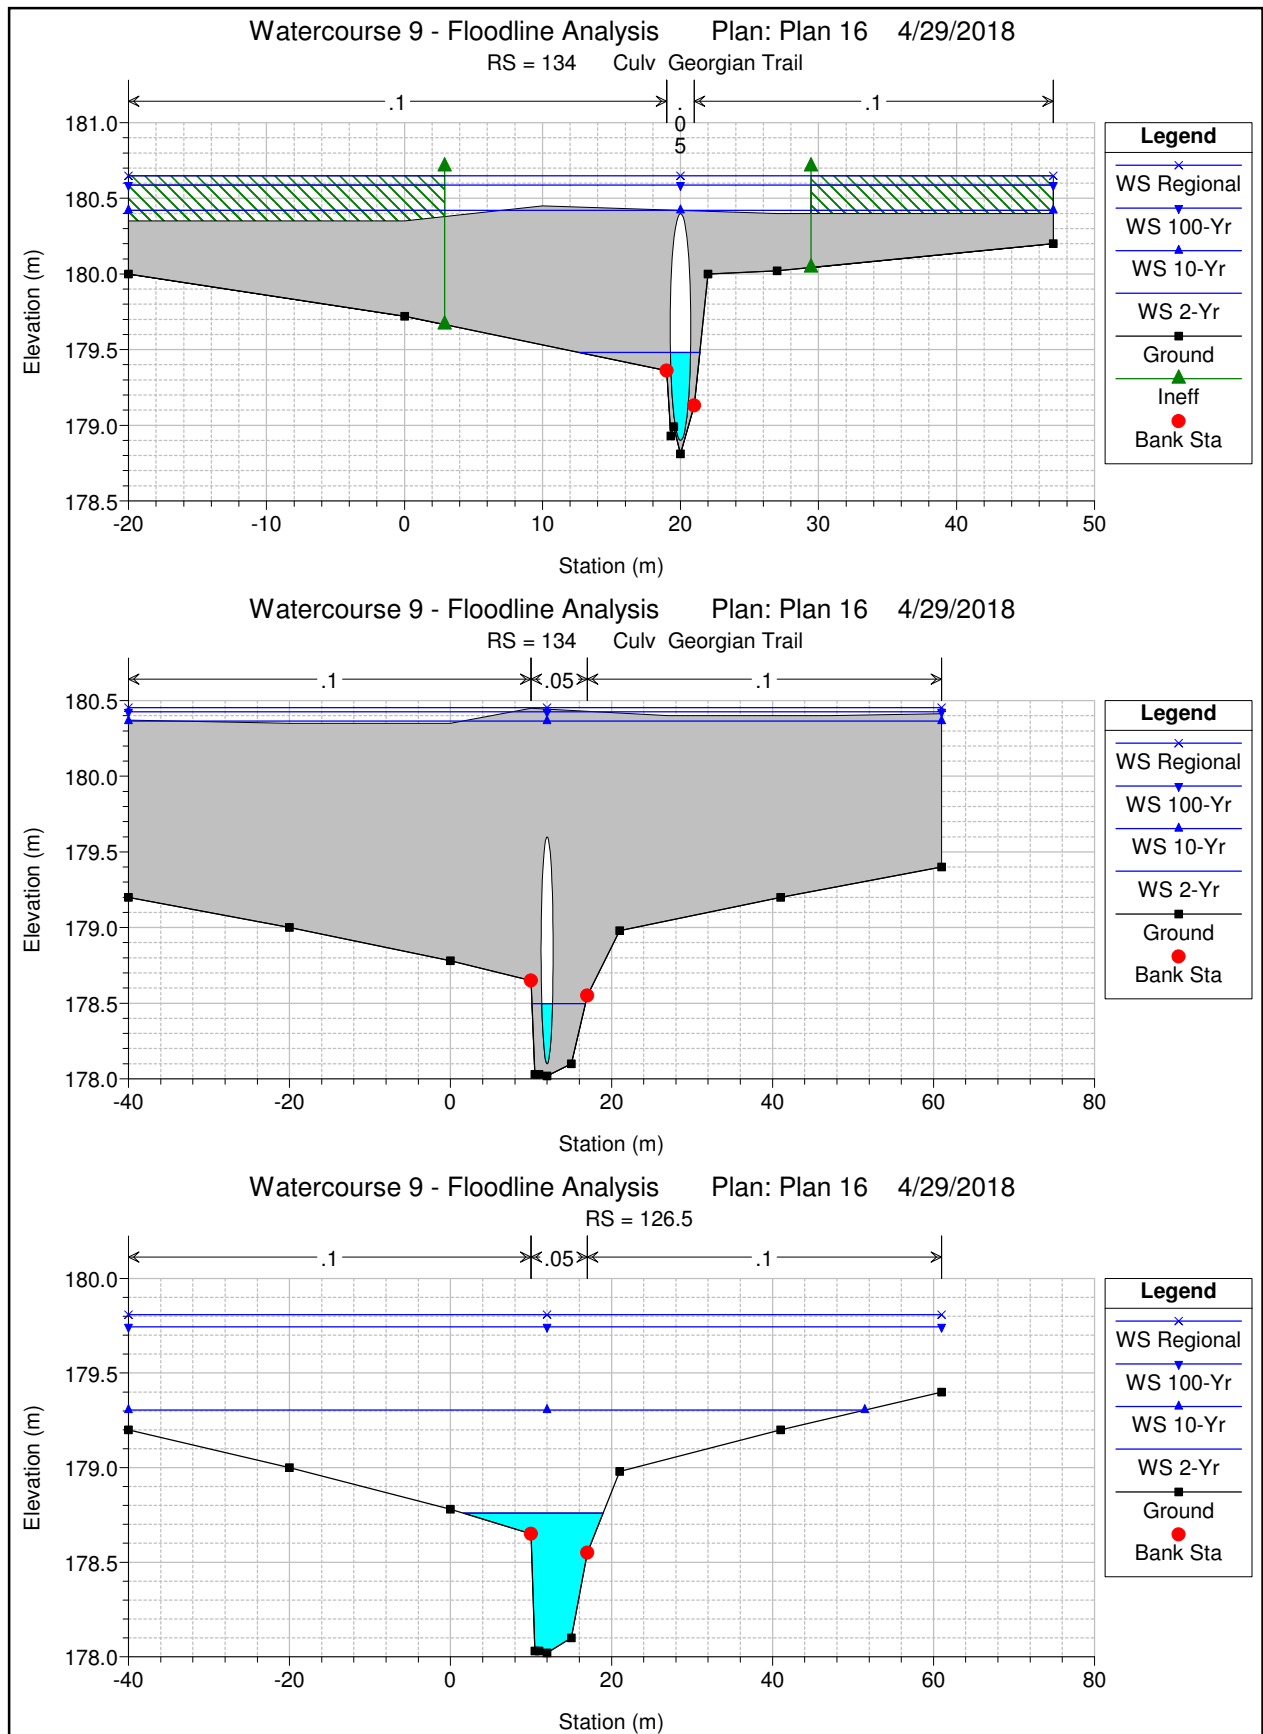 Watercourse 9 - Floodline Analysis Plan: Plan 16 4/29/2018
RS = 134 Culv Georgian Trail
.1
.05
.1
Elevation (m)
181.0
180.5
180.0
179.5
179.0
178.5
-20
-10
0
10
20
30
40
50
Station (m)
Legend
WS Regional
WS 100-Yr
WS 10-Yr
WS 2-Yr
Ground
Ineff
Bank Sta
Watercourse 9 - Floodline Analysis Plan: Plan 16 4/29/2018
RS = 134 Culv Georgian Trail
.1
.05
.1
Elevation (m)
180.5
180.0
179.5
179.0
178.5
178.0
-40
-20
0
20
40
60
80
Station (m)
Legend
WS Regional
WS 100-Yr
WS 10-Yr
WS 2-Yr
Ground
Bank Sta
Watercourse 9 - Floodline Analysis Plan: Plan 16 4/29/2018
RS = 126.5
.1
.05
.1
Elevation (m)
180.0
179.5
179.0
178.5
178.0
-40
-20
0
20
40
60
80
Station (m)
Legend
WS Regional
WS 100-Yr
WS 10-Yr
WS 2-Yr
Ground
Bank Sta